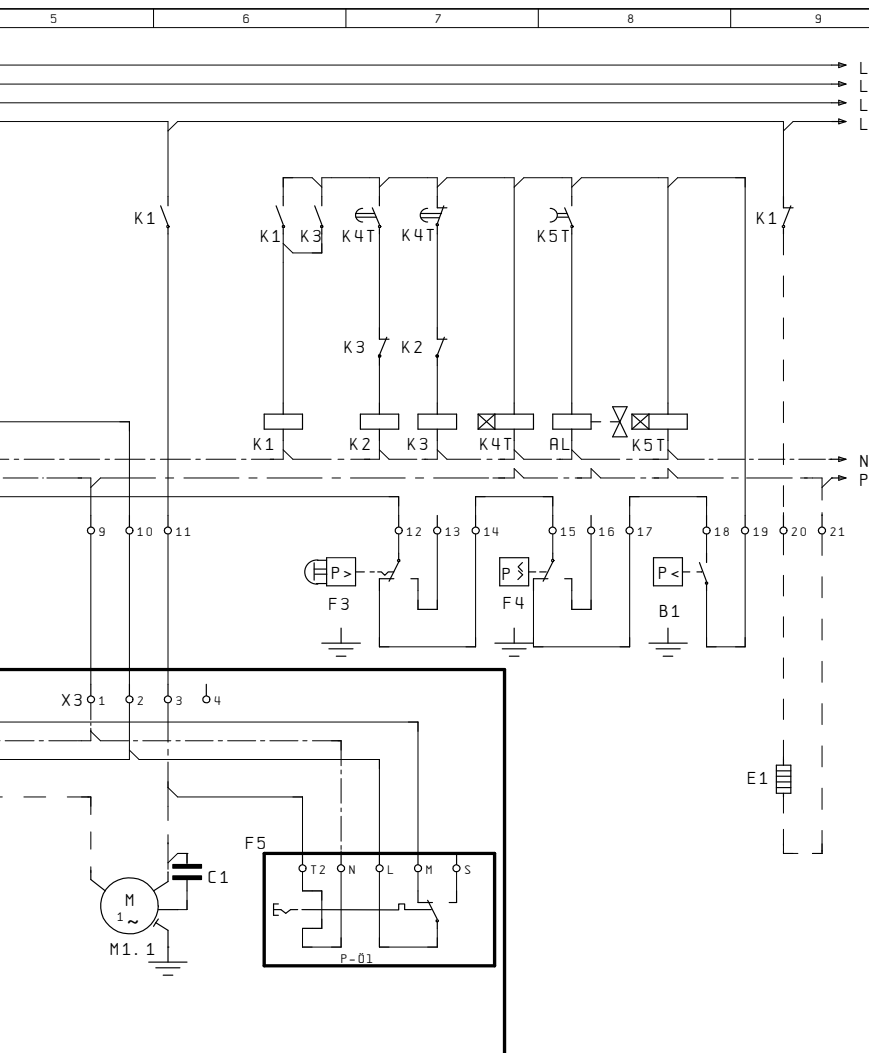 5 6 7 8 9
L
L
L
L
K1 K1 K3 K4T K4T K5T K1
K3 K2
K1 K2 K3 K4T AL K5T
N
P
9 10 11 12 13 14 15 16 17 18 19 20 21
P> P P<
F3 F4 B1
X3 1 2 3 4
E1
F5
T2 N L M S
C1
M
1~
M1.1
P-Öl